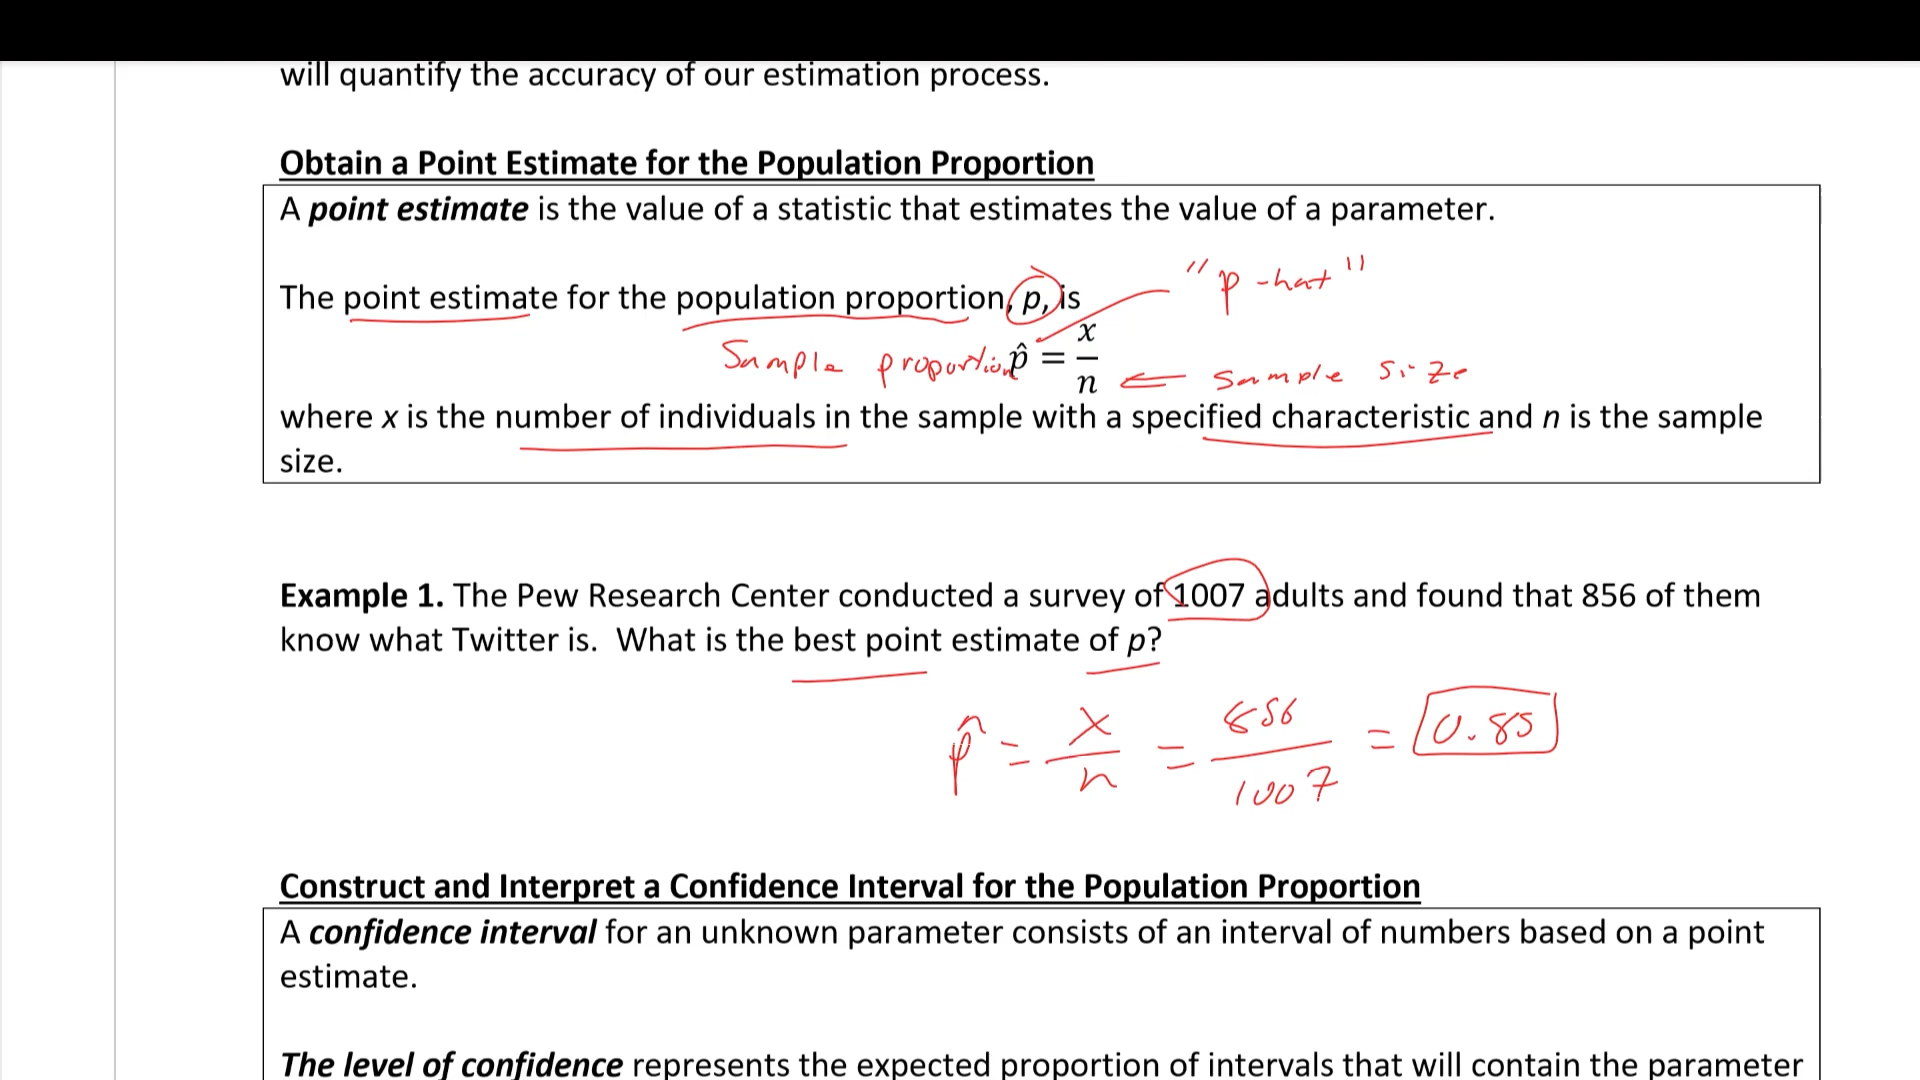 will quantify the accuracy of our estimation process.
Obtain a Point Estimate for the Population Proportion
A point estimate is the value of a statistic that estimates the value of a parameter.
"p-hat"
The point estimate for the population proportion, p, is
Sample proportion p̂ = x/n ← sample size
where x is the number of individuals in the sample with a specified characteristic and n is the sample
size.
Example 1. The Pew Research Center conducted a survey of 1007 adults and found that 856 of them
know what Twitter is. What is the best point estimate of p?
p̂ = x/n = 856/1007 = 0.85
Construct and Interpret a Confidence Interval for the Population Proportion
A confidence interval for an unknown parameter consists of an interval of numbers based on a point
estimate.
The level of confidence represents the expected proportion of intervals that will contain the parameter